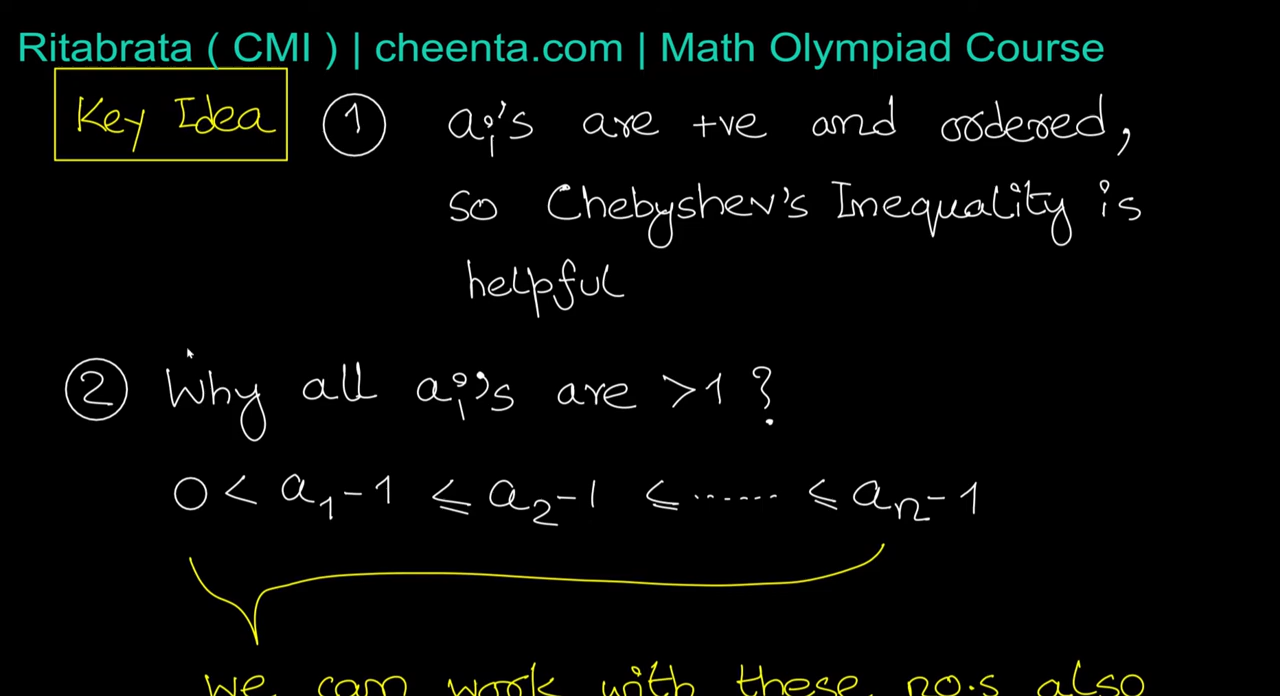 Ritabrata ( CMI ) | cheenta.com | Math Olympiad Course
Key Idea ① aᵢ's are +ve and ordered,
so Chebyshev's Inequality is
helpful
② Why all aᵢ's are >1 ?
0 < a₁-1 ≤ a₂-1 ≤ ...... ≤ aₙ-1
we can work with these no.s also